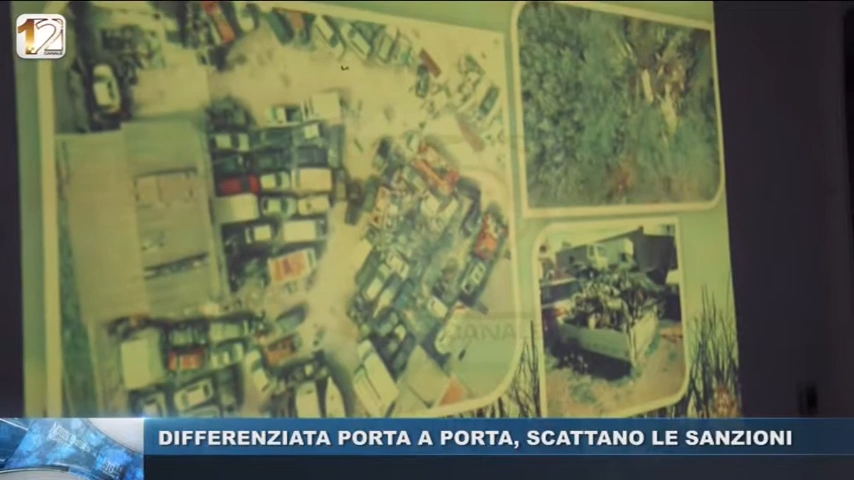 12
DIFFERENZIATA PORTA A PORTA, SCATTANO LE SANZIONI